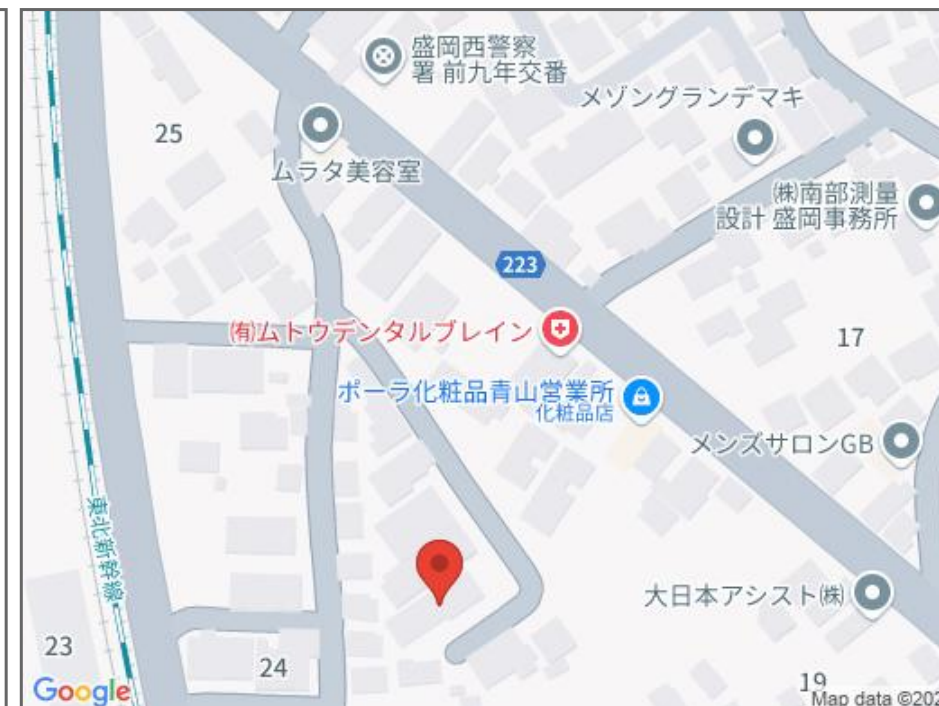 盛岡西警察
署 前九年交番
メゾングランデマキ
25
ムラタ美容室
㈱南部測量
設計 盛岡事務所
223
㈲ムトウデンタルブレイン
17
ポーラ化粧品青山営業所
化粧品店
メンズサロンGB
東北新幹線
大日本アシスト㈱
23
24
19
Google
Map data ©202